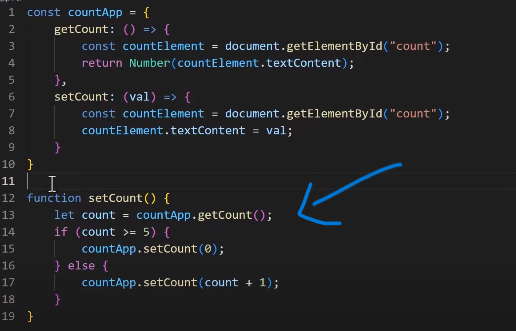 1 const countApp = {
2     getCount: () => {
3         const countElement = document.getElementById("count");
4         return Number(countElement.textContent);
5     },
6     setCount: (val) => {
7         const countElement = document.getElementById("count");
8         countElement.textContent = val;
9     }
10 }
11
12 function setCount() {
13     let count = countApp.getCount();
14     if (count >= 5) {
15         countApp.setCount(0);
16     } else {
17         countApp.setCount(count + 1);
18     }
19 }